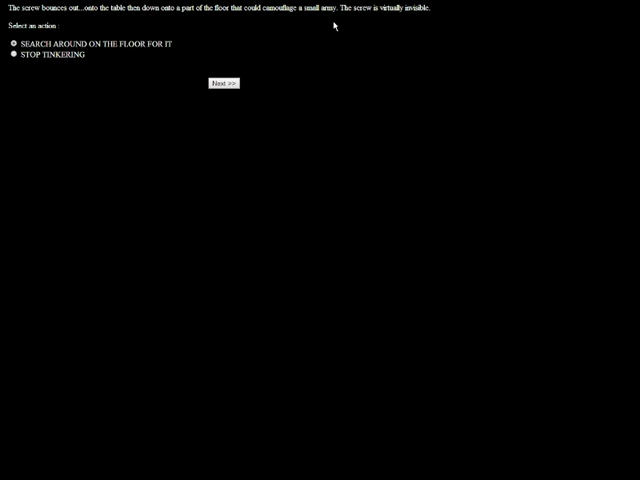 The screw bounces out...onto the table then down onto a part of the floor that could camouflage a small army. The screw is virtually invisible.
Select an action :
SEARCH AROUND ON THE FLOOR FOR IT
STOP TINKERING
Next >>